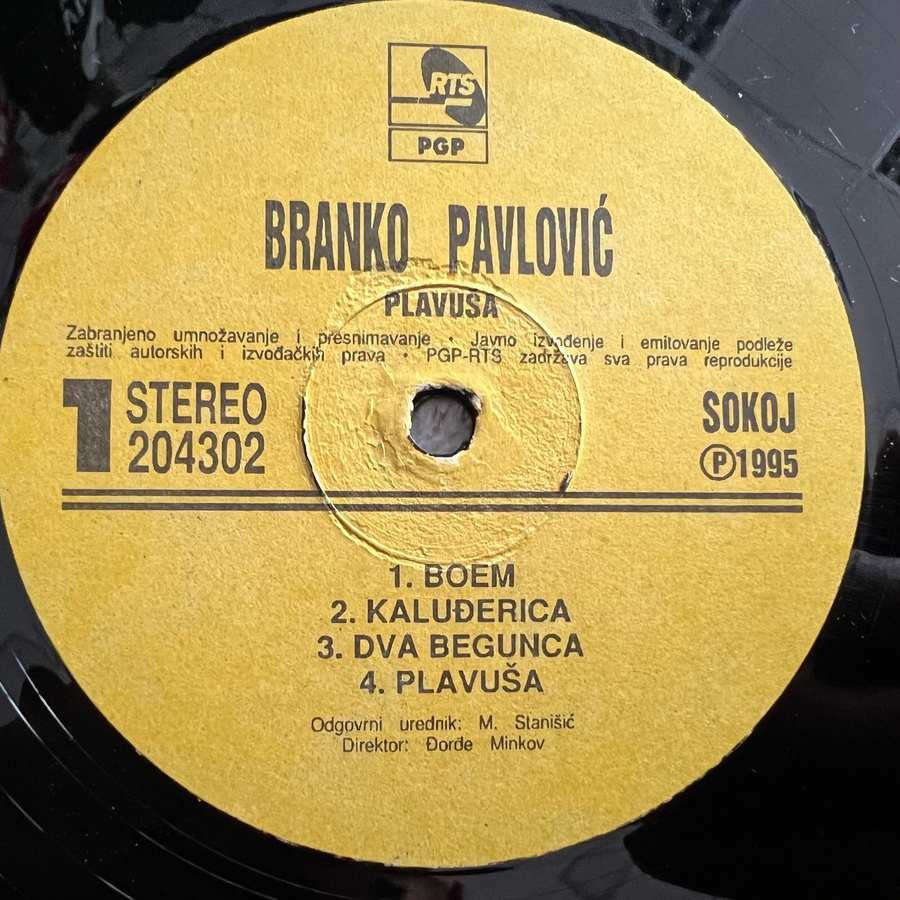 RTS
PGP
BRANKO PAVLOVIĆ
PLAVUŠA
Zabranjeno umnožavanje i presnimavanje · Javno izvođenje i emitovanje podleže
zaštiti autorskih i izvođačkih prava · PGP-RTS zadržava sva prava reprodukcije
1 STEREO SOKOJ
204302 Ⓟ1995
1. BOEM
2. KALUĐERICA
3. DVA BEGUNCA
4. PLAVUŠA
Odgovrni urednik: M. Stanišić
Direktor: Đorđe Minkov